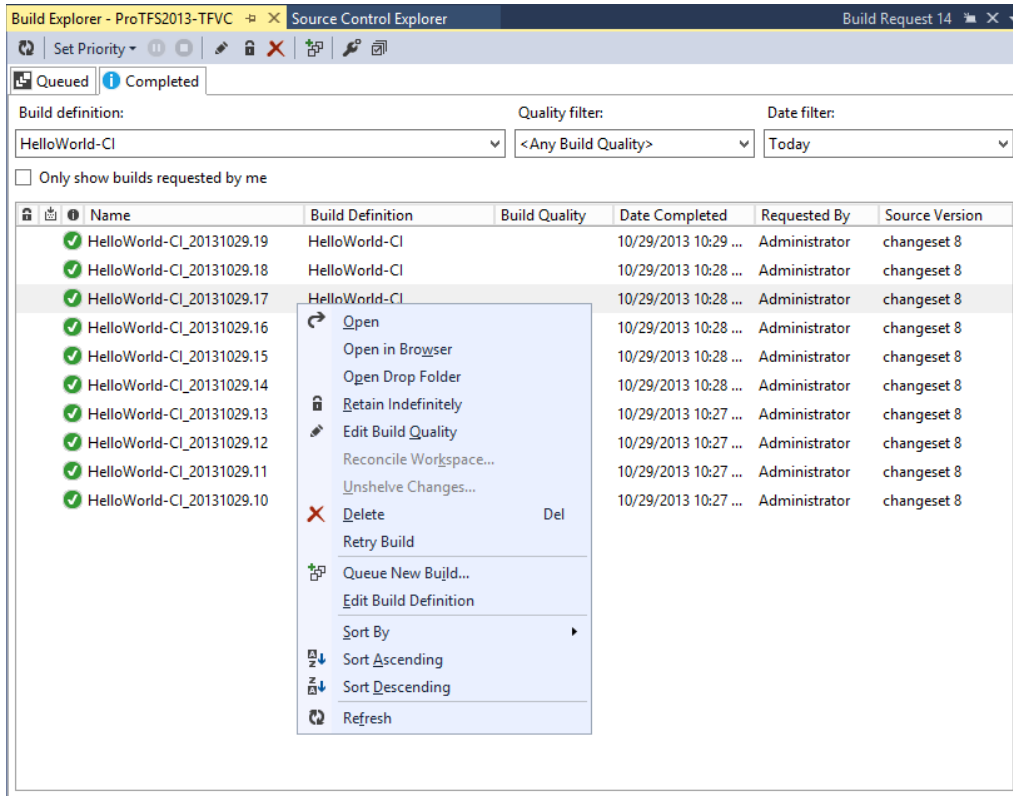 Build Explorer - ProTFS2013-TFVC Source Control Explorer Build Request 14
Set Priority
Queued Completed
Build definition: Quality filter: Date filter:
HelloWorld-CI <Any Build Quality> Today
Only show builds requested by me
Name Build Definition Build Quality Date Completed Requested By Source Version
HelloWorld-CI_20131029.19 HelloWorld-CI 10/29/2013 10:29 ... Administrator changeset 8
HelloWorld-CI_20131029.18 HelloWorld-CI 10/29/2013 10:28 ... Administrator changeset 8
HelloWorld-CI_20131029.17 HelloWorld-CI 10/29/2013 10:28 ... Administrator changeset 8
HelloWorld-CI_20131029.16 10/29/2013 10:28 ... Administrator changeset 8
HelloWorld-CI_20131029.15 10/29/2013 10:28 ... Administrator changeset 8
HelloWorld-CI_20131029.14 10/29/2013 10:28 ... Administrator changeset 8
HelloWorld-CI_20131029.13 10/29/2013 10:27 ... Administrator changeset 8
HelloWorld-CI_20131029.12 10/29/2013 10:27 ... Administrator changeset 8
HelloWorld-CI_20131029.11 10/29/2013 10:27 ... Administrator changeset 8
HelloWorld-CI_20131029.10 10/29/2013 10:27 ... Administrator changeset 8
Open
Open in Browser
Open Drop Folder
Retain Indefinitely
Edit Build Quality
Reconcile Workspace...
Unshelve Changes...
Delete Del
Retry Build
Queue New Build...
Edit Build Definition
Sort By
Sort Ascending
Sort Descending
Refresh